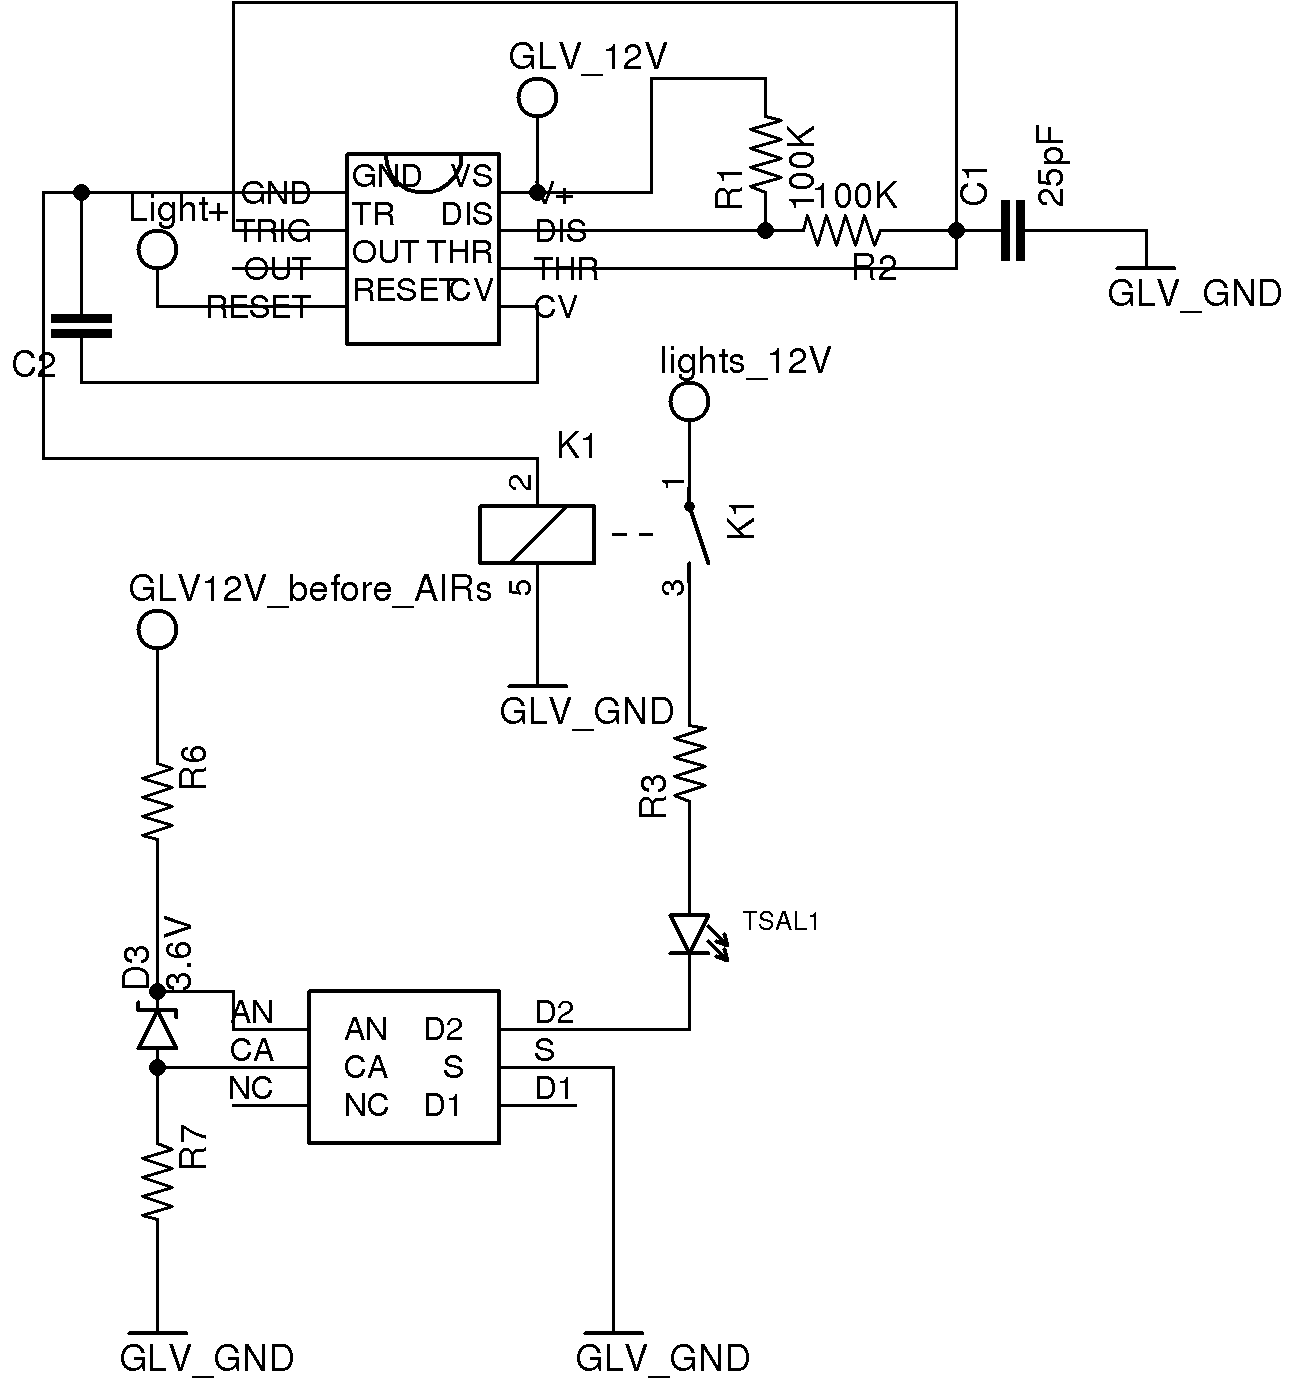 GLV_12V
GND VS
GND V+
Light+
TR DIS
TRIG DIS
OUT THR
OUT THR
RESET CV
RESET CV
R1
100K
100K
R2
C1
25pF
GLV_GND
C2
lights_12V
K1
2
1
K1
5
3
GLV_GND
GLV12V_before_AIRs
R6
R3
D3
3.6V
TSAL1
AN AN D2 D2
CA CA S S
NC NC D1 D1
R7
GLV_GND
GLV_GND